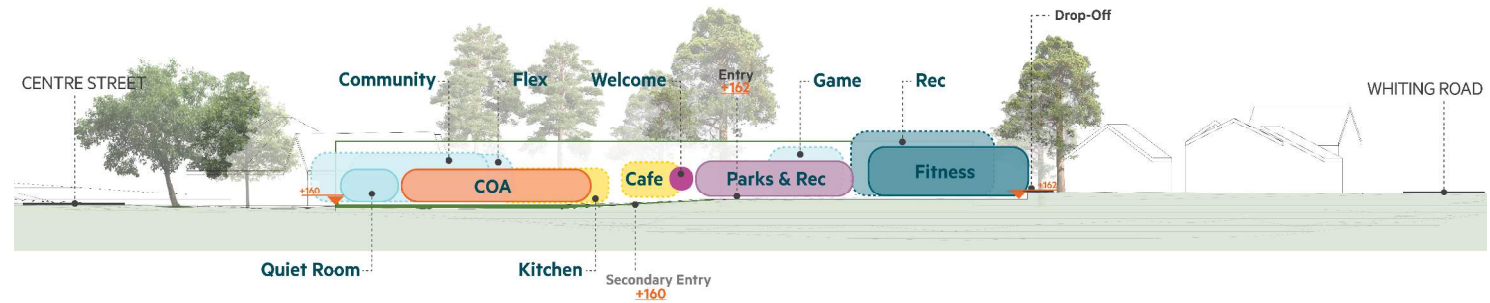 Drop-Off
CENTRE STREET
Community
Flex
Welcome
Entry
+162
Game
Rec
WHITING ROAD
+160
COA
Cafe
Parks & Rec
Fitness
+162
Quiet Room
Kitchen
Secondary Entry
+160